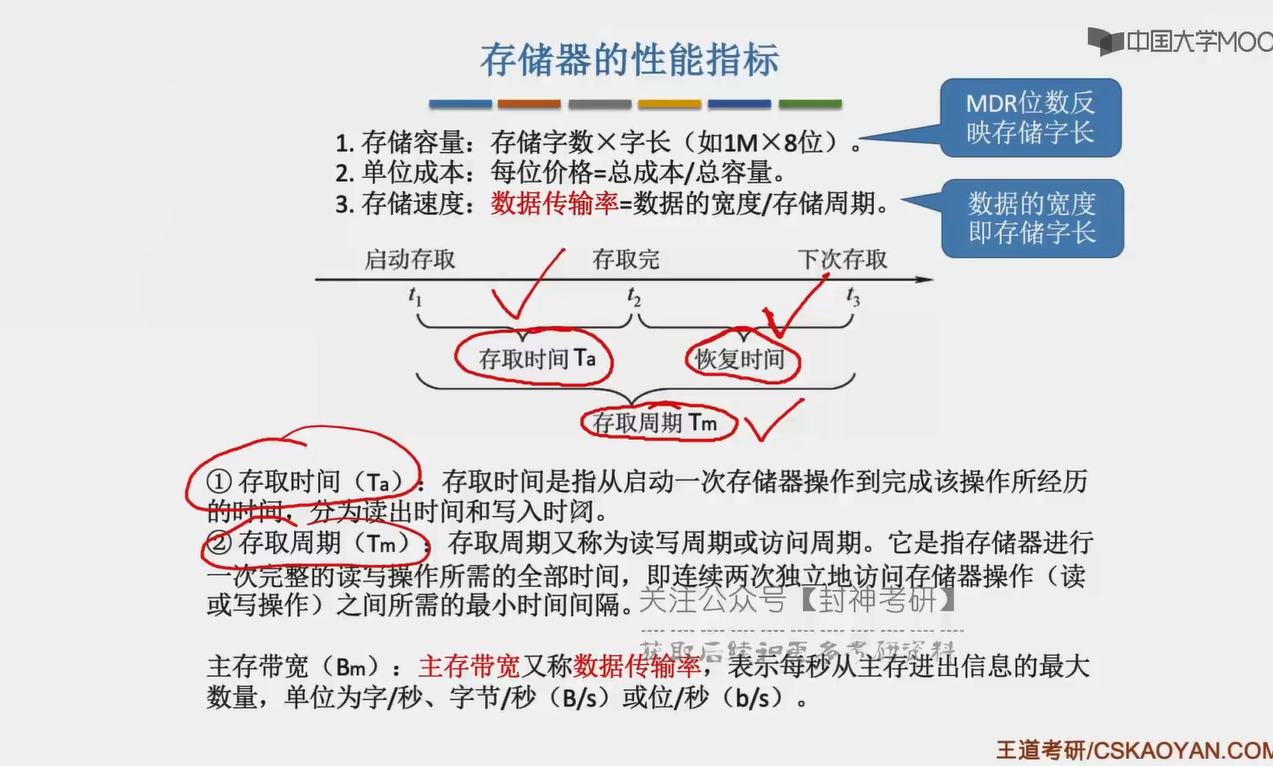 中国大学MOO
存储器的性能指标
MDR位数反
映存储字长
1. 存储容量：存储字数×字长（如1M×8位）。
2. 单位成本：每位价格=总成本/总容量。
3. 存储速度：数据传输率=数据的宽度/存储周期。
数据的宽度
即存储字长
启动存取 存取完 下次存取
t1 t2 t3
存取时间 Ta 恢复时间
存取周期 Tm
① 存取时间（Ta）：存取时间是指从启动一次存储器操作到完成该操作所经历
的时间，分为读出时间和写入时间。
② 存取周期（Tm）：存取周期又称为读写周期或访问周期。它是指存储器进行
一次完整的读写操作所需的全部时间，即连续两次独立地访问存储器操作（读
或写操作）之间所需的最小时间间隔。
关注公众号【封神考研】
获取后续和更多考研资料
主存带宽（Bm）：主存带宽又称数据传输率，表示每秒从主存进出信息的最大
数量，单位为字/秒、字节/秒（B/s）或位/秒（b/s）。
王道考研/CSKAOYAN.COM